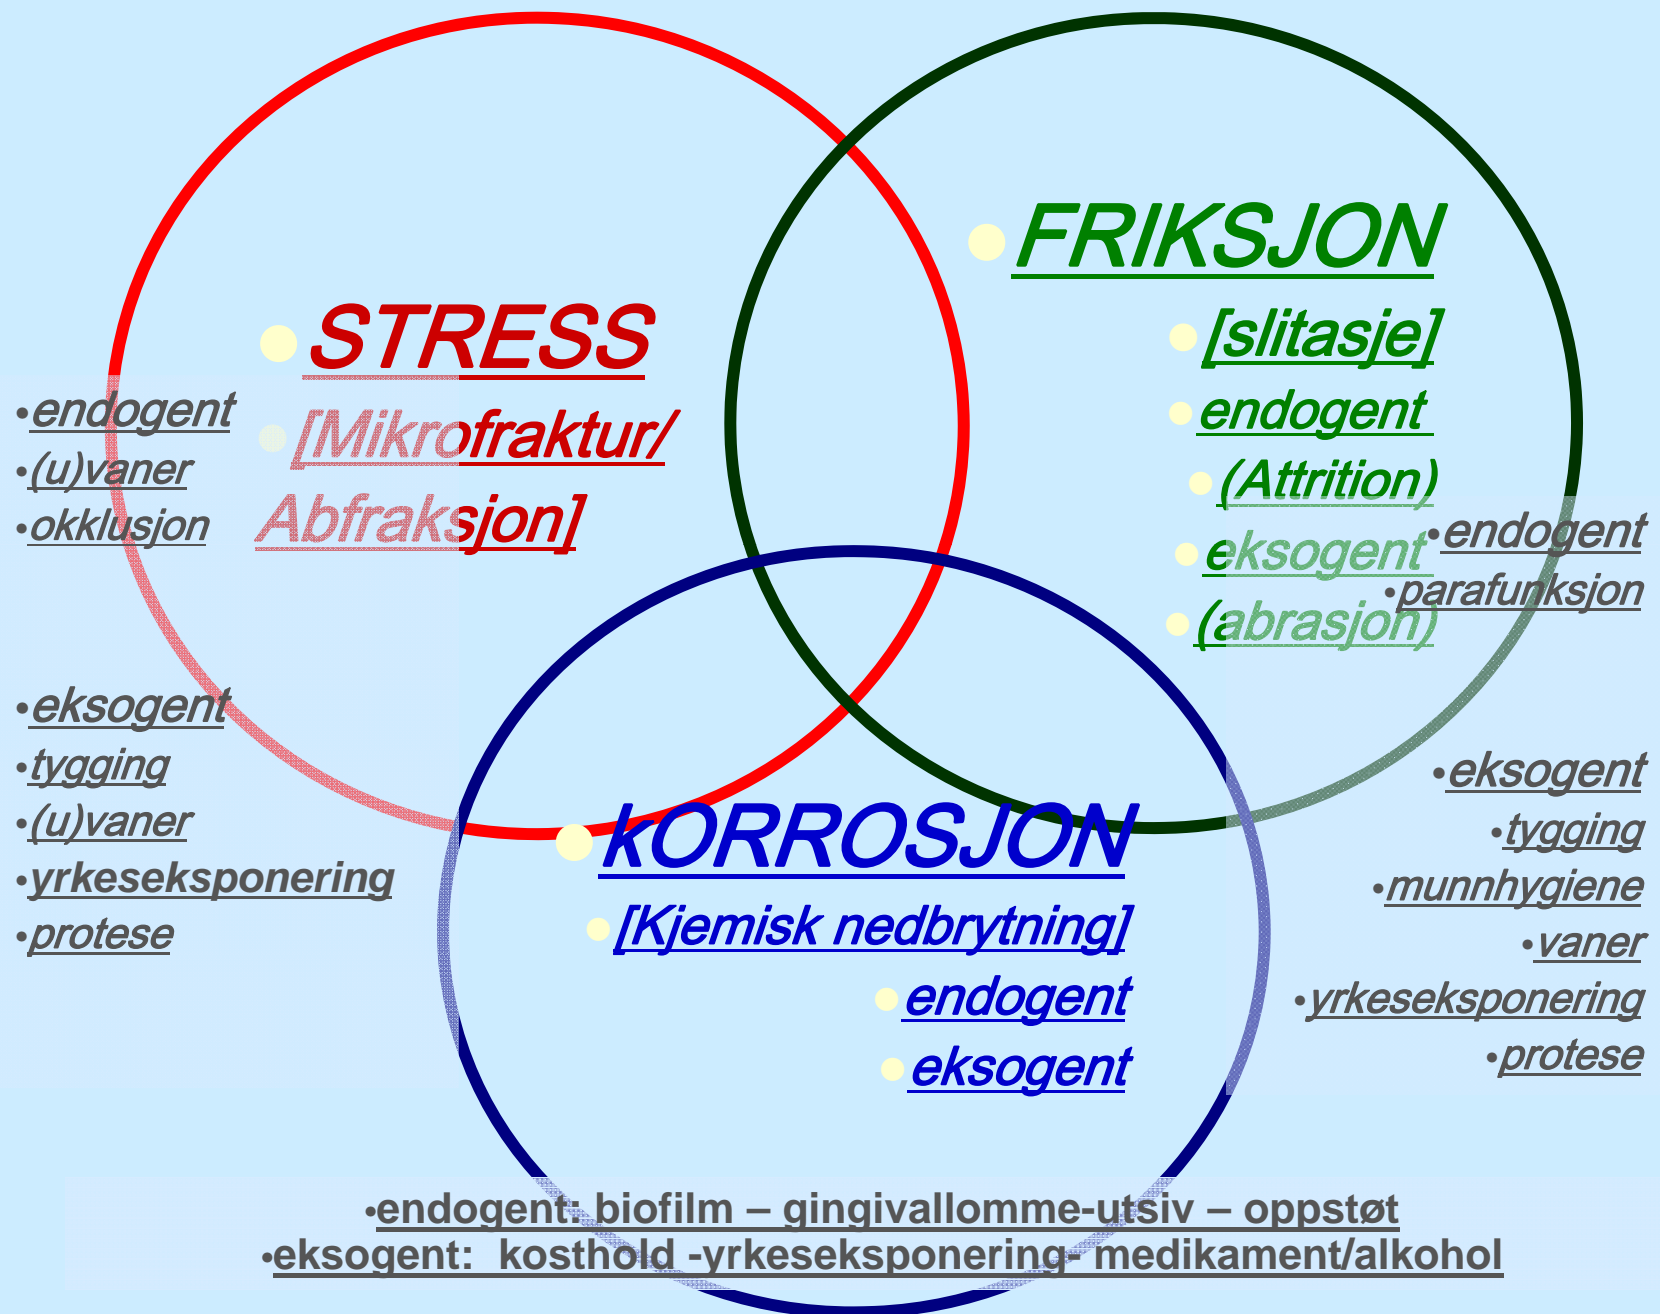 •STRESS
•[Mikrofraktur/
Abfraksjon]
•endogent
•(u)vaner
•okklusjon
•eksogent
•tygging
•(u)vaner
•yrkeseksponering
•protese
•FRIKSJON
•[slitasje]
•endogent
•(Attrition)
•eksogent
•(abrasjon)
•endogent
•parafunksjon
•eksogent
•tygging
•munnhygiene
•vaner
•yrkeseksponering
•protese
•kORROSJON
•[Kjemisk nedbrytning]
•endogent
•eksogent
•endogent: biofilm – gingivallomme-utsiv – oppstøt
•eksogent:  kosthold -yrkeseksponering- medikament/alkohol